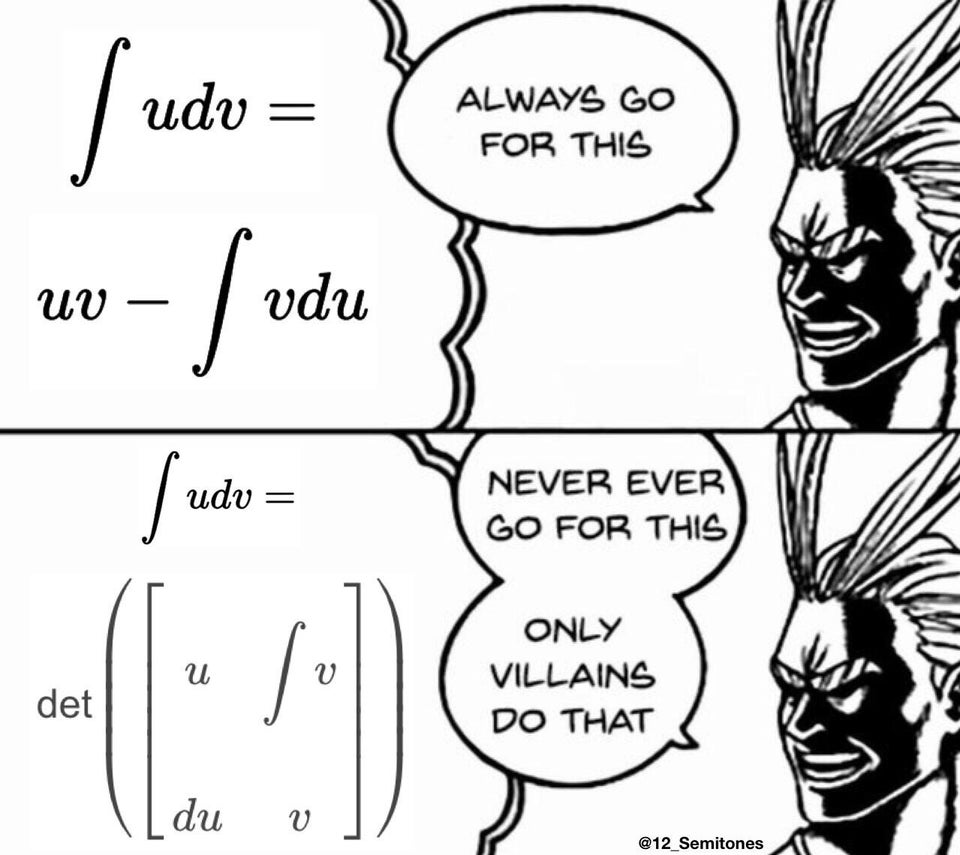 ∫ udv =
uv − ∫ vdu
ALWAYS GO
FOR THIS
∫ udv =
det ([ u ∫ v
du v ])
NEVER EVER
GO FOR THIS
ONLY
VILLAINS
DO THAT
@12_Semitones